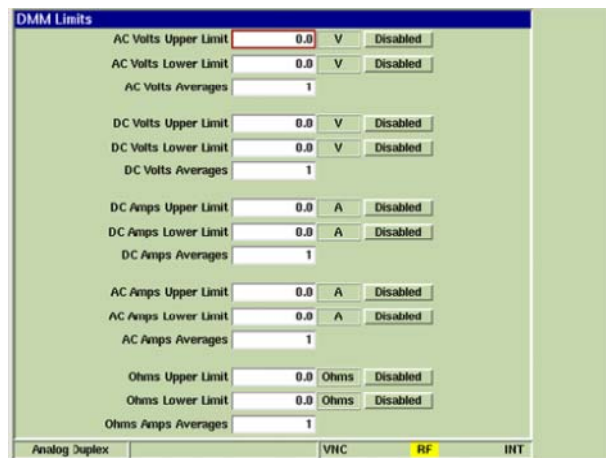 DMM Limits
AC Volts Upper Limit 0.0 V Disabled
AC Volts Lower Limit 0.0 V Disabled
AC Volts Averages 1
DC Volts Upper Limit 0.0 V Disabled
DC Volts Lower Limit 0.0 V Disabled
DC Volts Averages 1
DC Amps Upper Limit 0.0 A Disabled
DC Amps Lower Limit 0.0 A Disabled
DC Amps Averages 1
AC Amps Upper Limit 0.0 A Disabled
AC Amps Lower Limit 0.0 A Disabled
AC Amps Averages 1
Ohms Upper Limit 0.0 Ohms Disabled
Ohms Lower Limit 0.0 Ohms Disabled
Ohms Amps Averages 1
Analog Duplex VNC RF INT